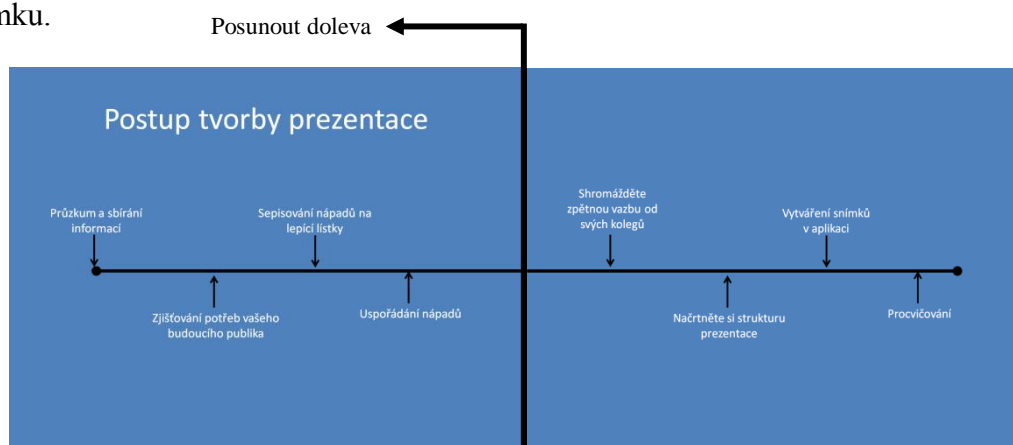 mku.
Posunout doleva
Postup tvorby prezentace
Průzkum a sbírání
informací
Sepisování nápadů na
lepící lístky
Shromážděte
zpětnou vazbu od
svých kolegů
Vytváření snímků
v aplikaci
Zjišťování potřeb vašeho
budoucího publika
Uspořádání nápadů
Načrtněte si strukturu
prezentace
Procvičování